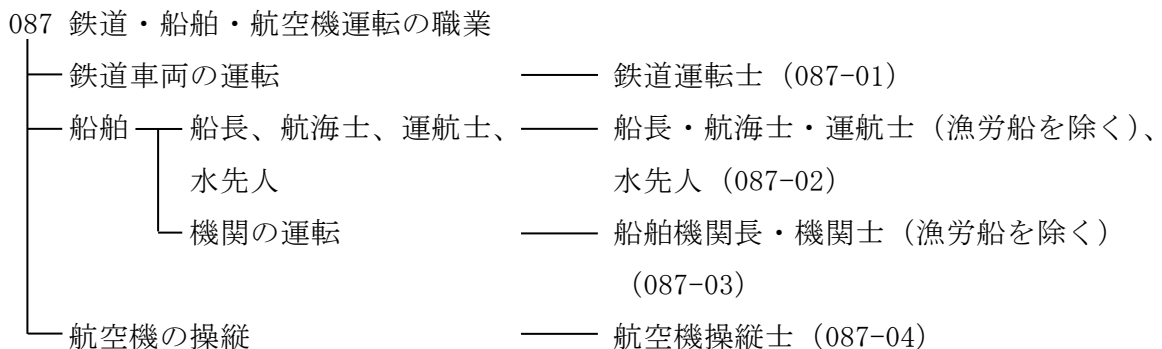 087 鉄道・船舶・航空機運転の職業
鉄道車両の運転 鉄道運転士（087-01）
船舶 船長、航海士、運航士、 船長・航海士・運航士（漁労船を除く）、
水先人 水先人（087-02）
機関の運転 船舶機関長・機関士（漁労船を除く）
（087-03）
航空機の操縦 航空機操縦士（087-04）